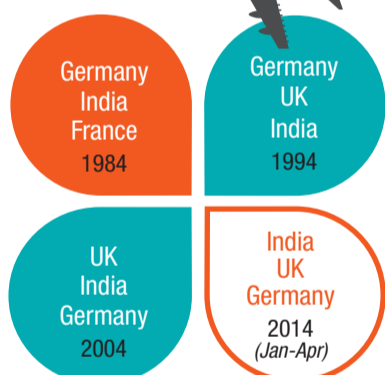 Germany
India
France
1984
Germany
UK
India
1994
UK
India
Germany
2004
India
UK
Germany
2014
(Jan-Apr)